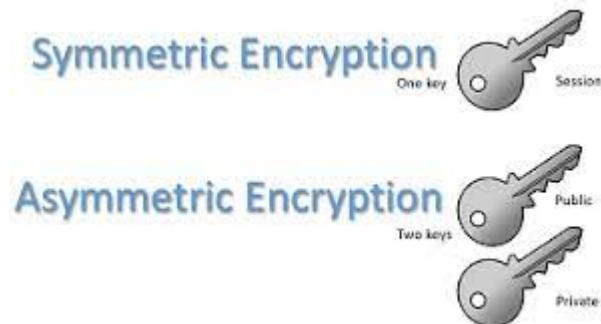 Symmetric Encryption
One key
Session
Asymmetric Encryption
Public
Two keys
Private